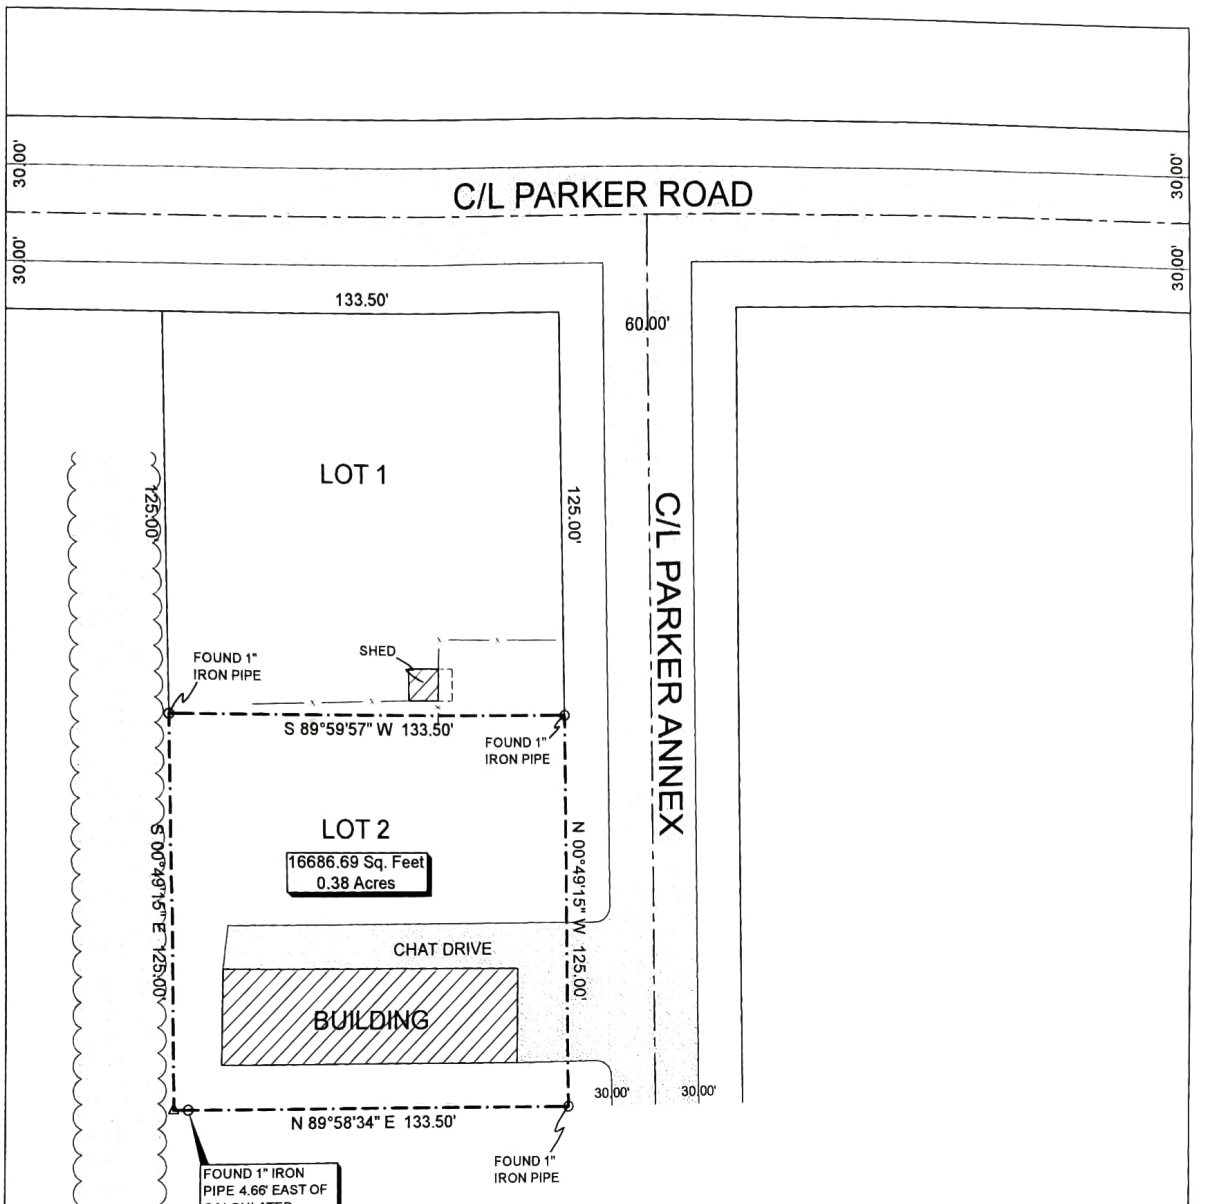 30.00'
30.00'
C/L PARKER ROAD
30.00'
30.00'
133.50'
60.00'
LOT 1
125.00'
125.00'
C/L PARKER ANNEX
SHED
FOUND 1"
IRON PIPE
S 89°59'57" W 133.50'
FOUND 1"
IRON PIPE
LOT 2
16686.69 Sq. Feet
0.38 Acres
S 00°49'15" E 125.00'
N 00°49'15" W 125.00'
CHAT DRIVE
BUILDING
30.00'
30.00'
N 89°58'34" E 133.50'
FOUND 1"
IRON PIPE
FOUND 1" IRON
PIPE 4.66' EAST OF